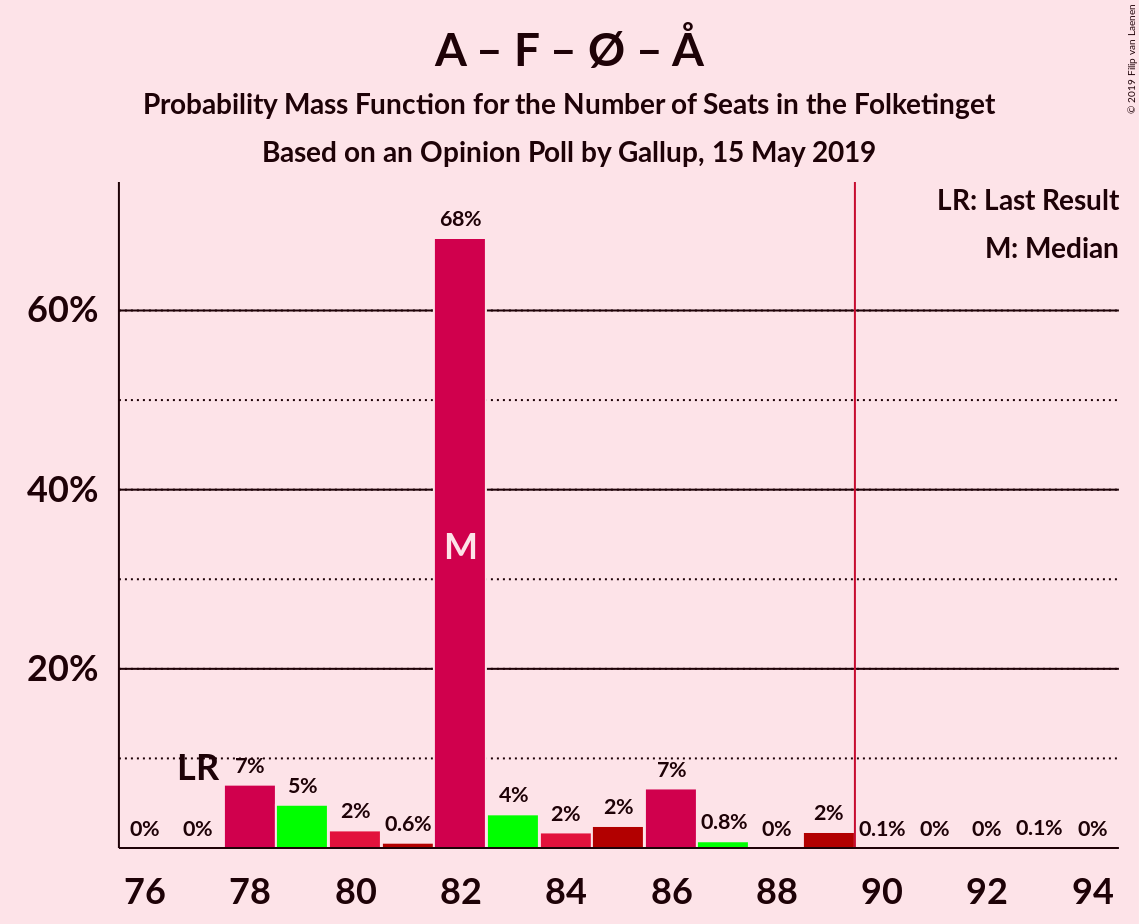 A – F – Ø – Å
Probability Mass Function for the Number of Seats in the Folketinget
Based on an Opinion Poll by Gallup, 15 May 2019
© 2019 Filip van Laenen
LR: Last Result
M: Median
60%
40%
20%
0% 0% 7% 5% 2% 0.6% 68% 4% 2% 2% 7% 0.8% 0% 2% 0.1% 0% 0% 0.1% 0%
LR
M
76 78 80 82 84 86 88 90 92 94